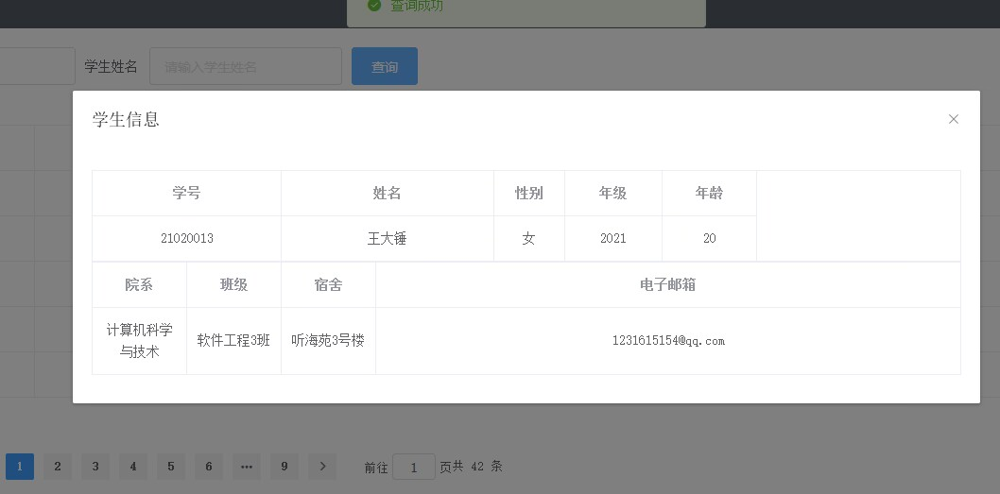 查询成功
学生姓名 请输入学生姓名 查询
学生信息
学号 姓名 性别 年级 年龄
21020013 王大锤 女 2021 20
院系 班级 宿舍 电子邮箱
计算机科学与技术 软件工程3班 听海苑3号楼 1231615154@qq.com
1 2 3 4 5 6 ••• 9 > 前往 1 页共 42 条